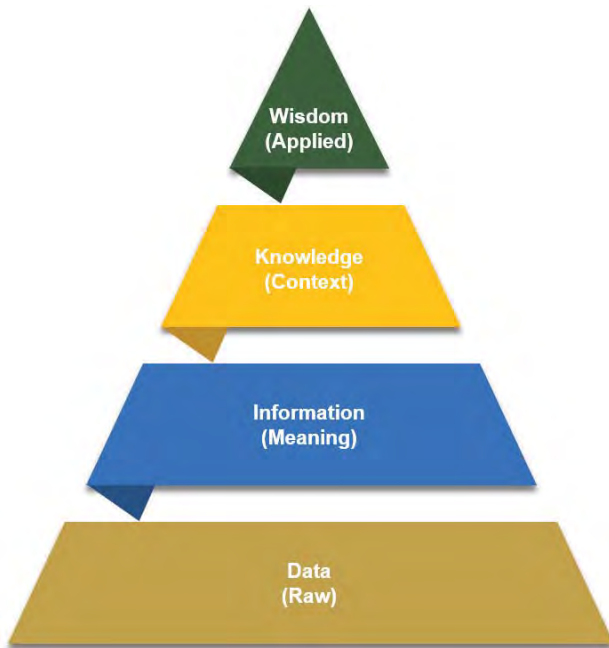 Wisdom
(Applied)
Knowledge
(Context)
Information
(Meaning)
Data
(Raw)